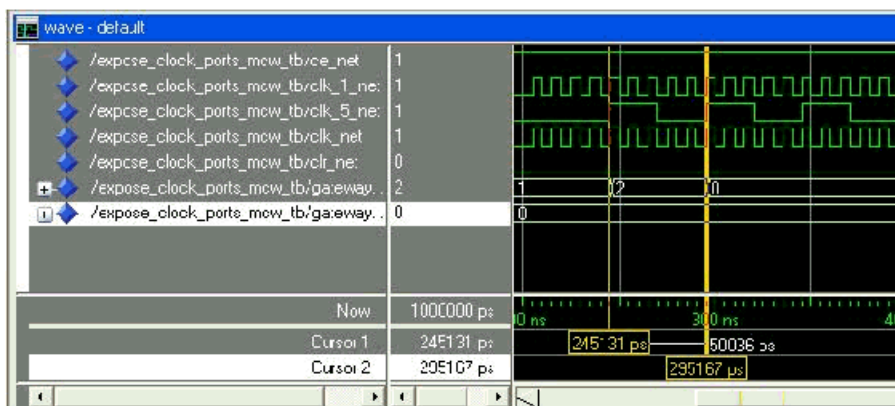 wave - default
/expose_clock_ports_mcw_tb/ce_net 1
/expose_clock_ports_mcw_tb/clk_1_ne: 1
/expose_clock_ports_mcw_tb/clk_5_ne: 1
/expose_clock_ports_mcw_tb/clk_net 1
/expose_clock_ports_mcw_tb/clr_ne: 0
/expose_clock_ports_mcw_tb/gateway... 2 1 2 0
/expose_clock_ports_mcw_tb/gateway... 0 0
Now 1000000 ps 300 ns
Cursor 1 245131 ps 245131 ps 50036 ps
Cursor 2 295167 ps 295167 ps